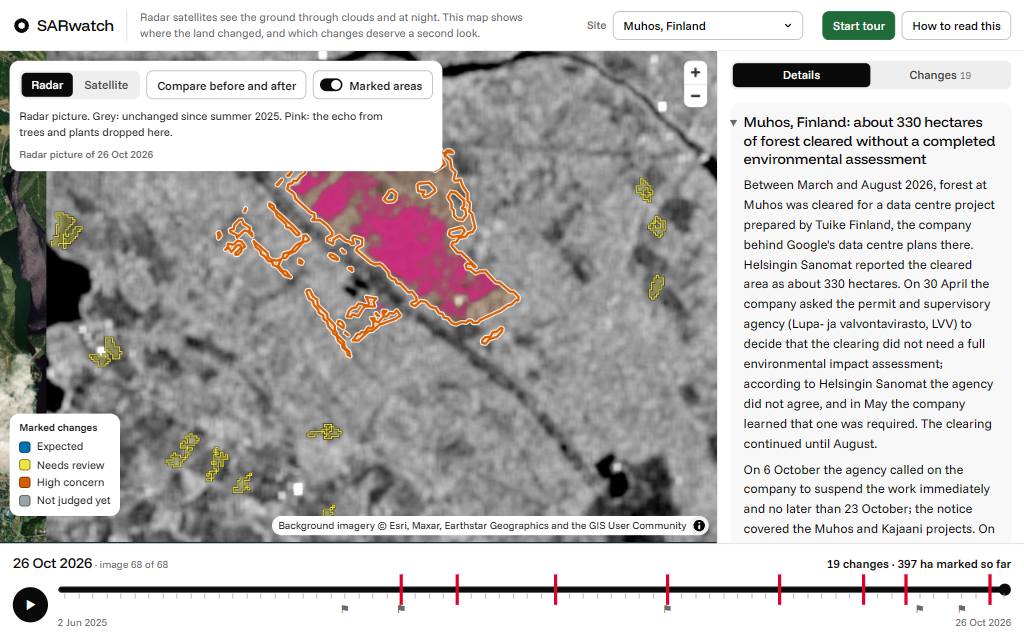 SARwatch
Radar satellites see the ground through clouds and at night. This map shows
where the land changed, and which changes deserve a second look.
Site
Muhos, Finland
Start tour
How to read this
Radar
Satellite
Compare before and after
Marked areas
Radar picture. Grey: unchanged since summer 2025. Pink: the echo from
trees and plants dropped here.
Radar picture of 26 Oct 2026
+
−
Marked changes
Expected
Needs review
High concern
Not judged yet
Background imagery © Esri, Maxar, Earthstar Geographics and the GIS User Community
Details
Changes 19
Muhos, Finland: about 330 hectares
of forest cleared without a completed
environmental assessment
Between March and August 2026, forest at
Muhos was cleared for a data centre project
prepared by Tuike Finland, the company
behind Google's data centre plans there.
Helsingin Sanomat reported the cleared
area as about 330 hectares. On 30 April the
company asked the permit and supervisory
agency (Lupa- ja valvontavirasto, LVV) to
decide that the clearing did not need a full
environmental impact assessment;
according to Helsingin Sanomat the agency
did not agree, and in May the company
learned that one was required. The clearing
continued until August.
On 6 October the agency called on the
company to suspend the work immediately
and no later than 23 October; the notice
covered the Muhos and Kajaani projects. On
26 Oct 2026 · image 68 of 68
19 changes · 397 ha marked so far
2 Jun 2025
26 Oct 2026